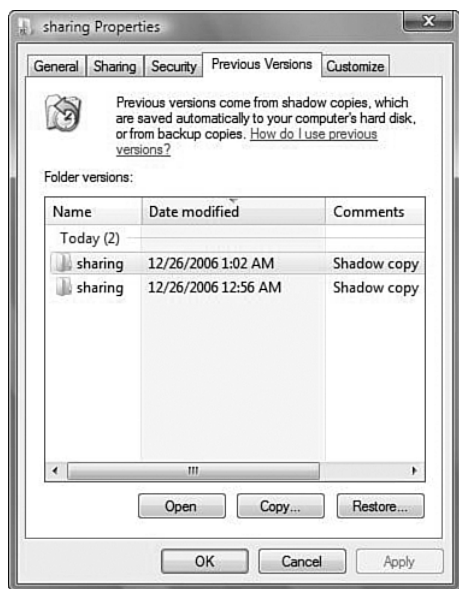 sharing Properties
X
General Sharing Security Previous Versions Customize
Previous versions come from shadow copies, which
are saved automatically to your computer's hard disk,
or from backup copies. How do I use previous
versions?
Folder versions:
Name Date modified Comments
Today (2)
sharing 12/26/2006 1:02 AM Shadow copy
sharing 12/26/2006 12:56 AM Shadow copy
Open Copy... Restore...
OK Cancel Apply